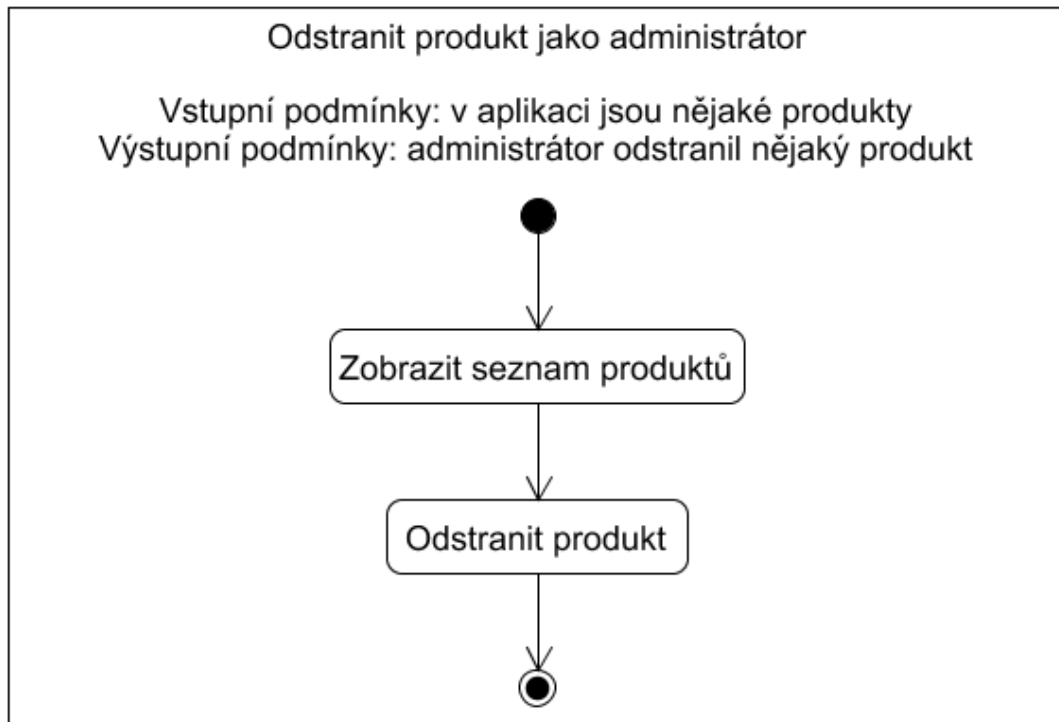 Odstranit produkt jako administrátor
Vstupní podmínky: v aplikaci jsou nějaké produkty
Výstupní podmínky: administrátor odstranil nějaký produkt
Zobrazit seznam produktů
Odstranit produkt